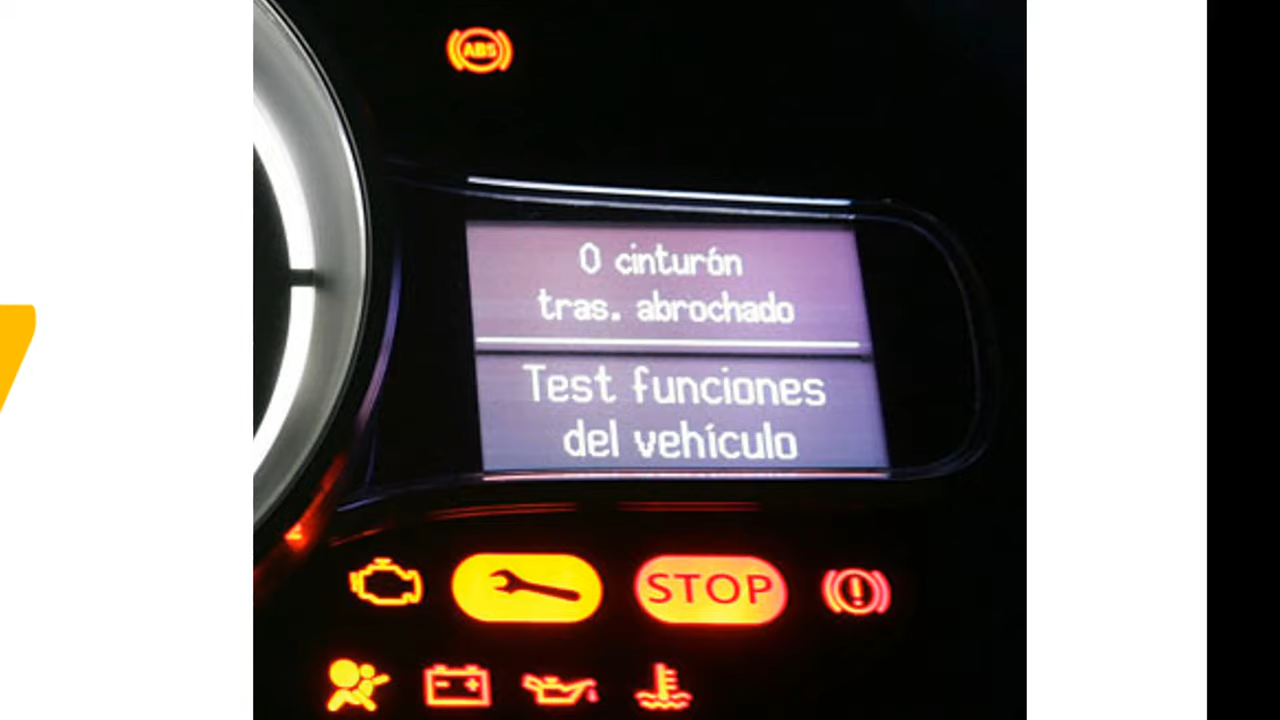 ABS
0 cinturón
tras. abrochado
Test funciones
del vehículo
STOP